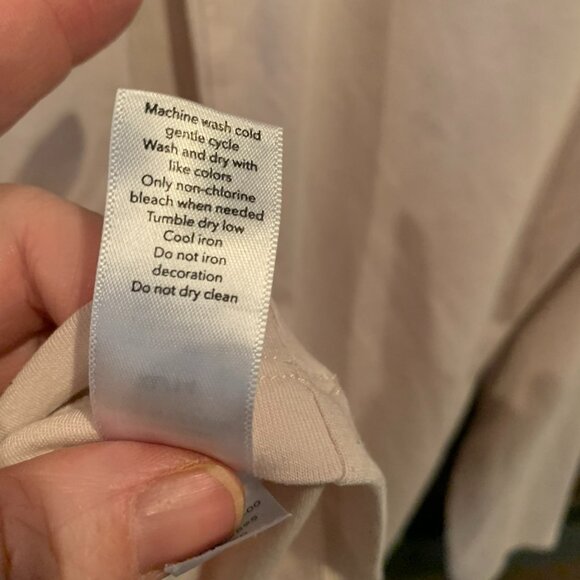 Machine wash cold
gentle cycle
Wash and dry with
like colors
Only non-chlorine
bleach when needed
Tumble dry low
Cool iron
Do not iron
decoration
Do not dry clean